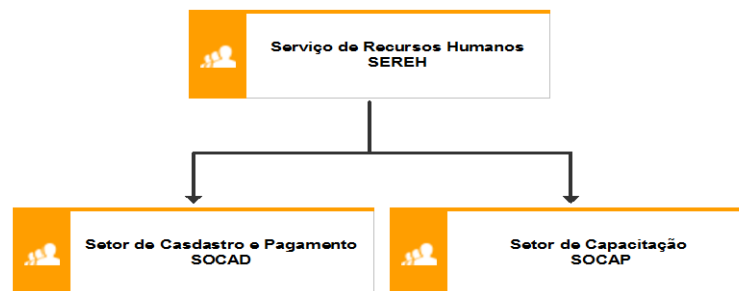 Serviço de Recursos Humanos
SEREH
Setor de Casdastro e Pagamento
SOCAD
Setor de Capacitação
SOCAP